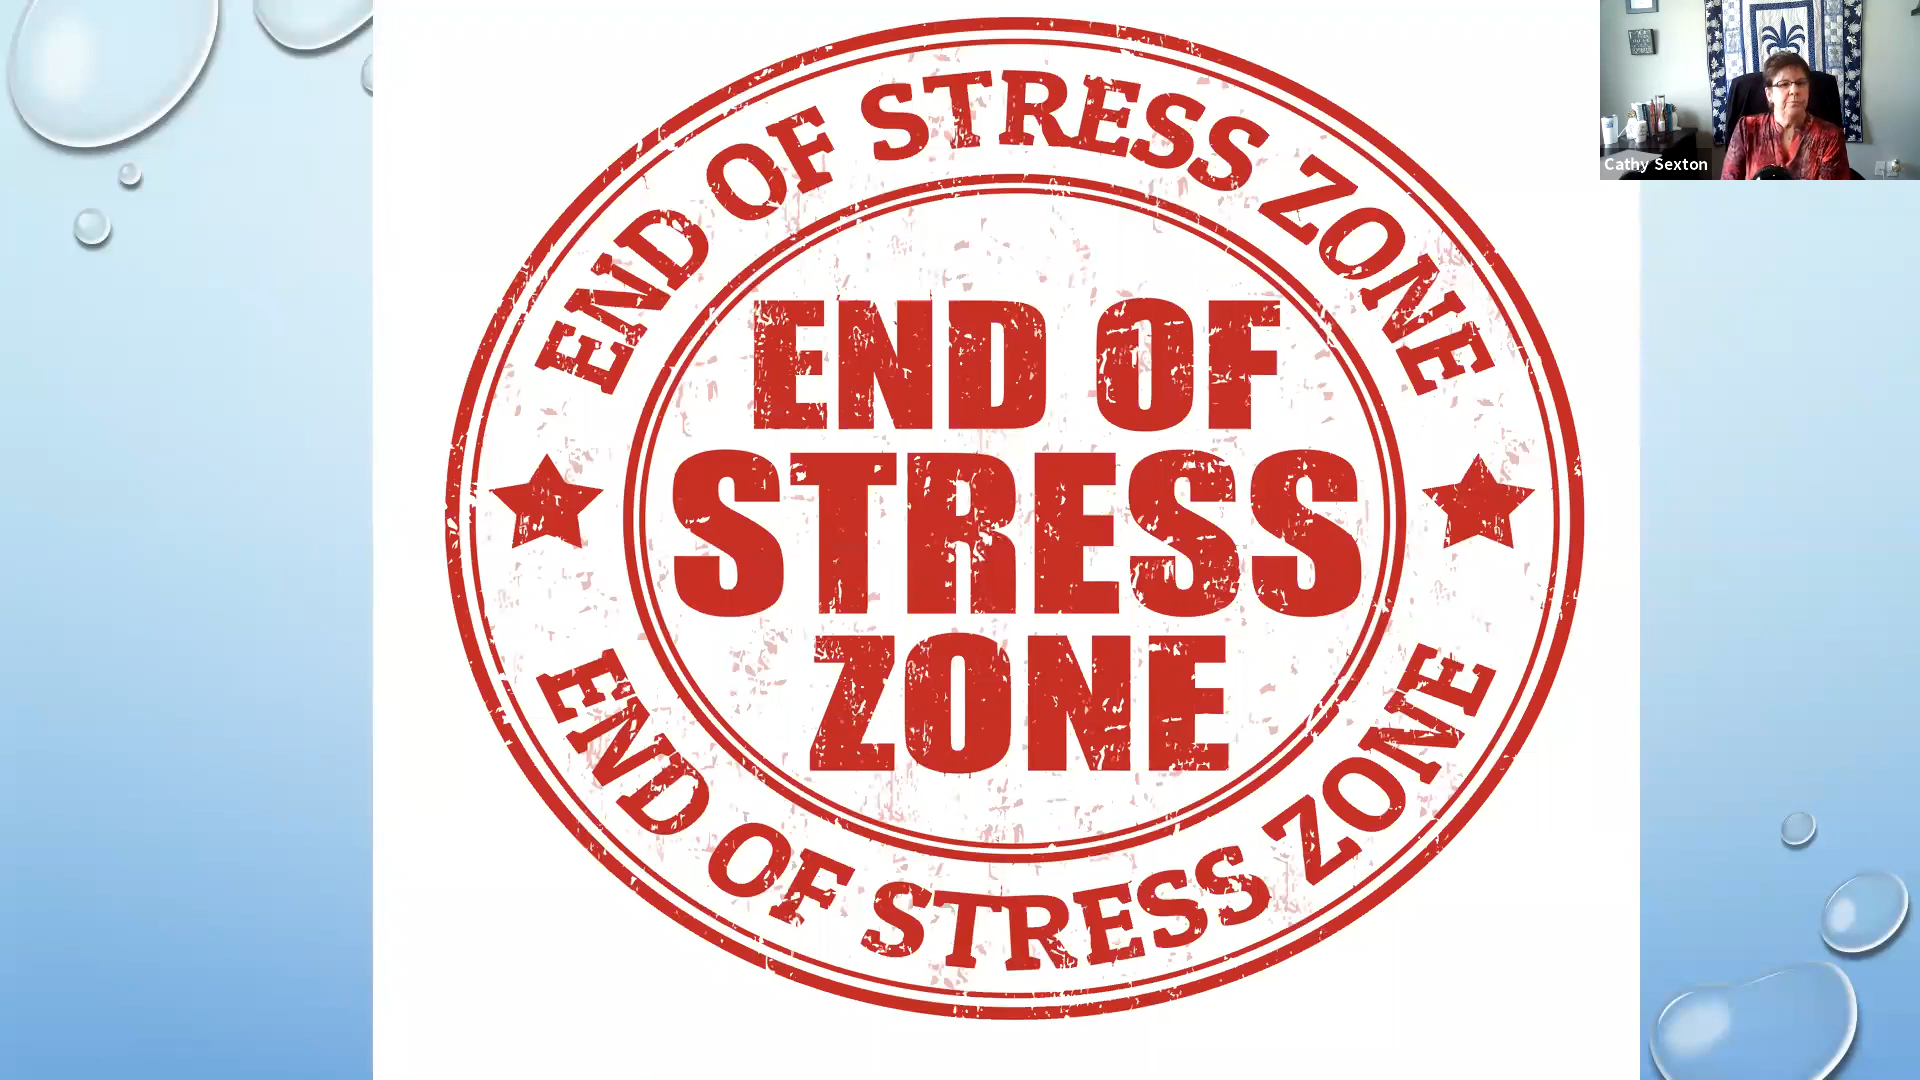 END OF STRESS ZONE
END OF
STRESS
ZONE
END OF STRESS ZONE
Cathy Sexton